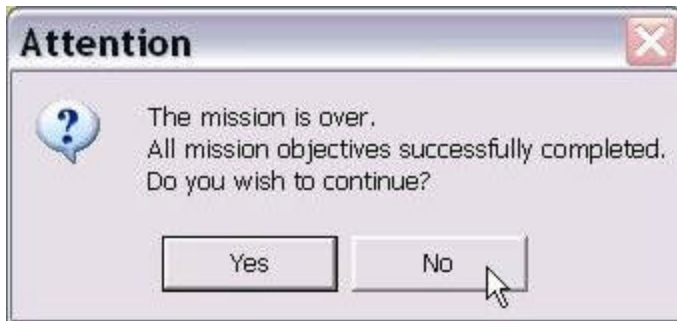 Attention
The mission is over.
All mission objectives successfully completed.
Do you wish to continue?
Yes
No